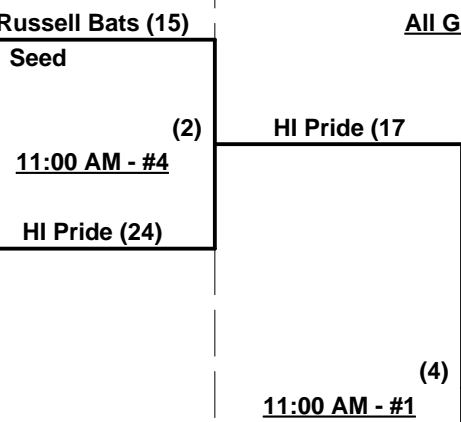 Russell Bats (15)
All G
Seed
(2)
HI Pride (17
11:00 AM - #4
HI Pride (24)
(4)
11:00 AM - #1